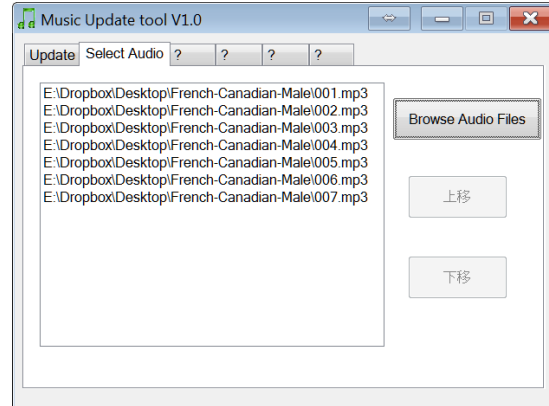 Music Update tool V1.0
Update Select Audio ? ? ? ?
E:\Dropbox\Desktop\French-Canadian-Male\001.mp3
E:\Dropbox\Desktop\French-Canadian-Male\002.mp3
E:\Dropbox\Desktop\French-Canadian-Male\003.mp3
E:\Dropbox\Desktop\French-Canadian-Male\004.mp3
E:\Dropbox\Desktop\French-Canadian-Male\005.mp3
E:\Dropbox\Desktop\French-Canadian-Male\006.mp3
E:\Dropbox\Desktop\French-Canadian-Male\007.mp3
Browse Audio Files
上移
下移